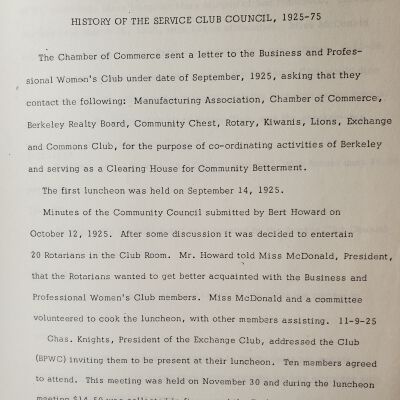 HISTORY OF THE SERVICE CLUB COUNCIL, 1925-75
The Chamber of Commerce sent a letter to the Business and Profes-
sional Women's Club under date of September, 1925, asking that they
contact the following: Manufacturing Association, Chamber of Commerce,
Berkeley Realty Board, Community Chest, Rotary, Kiwanis, Lions, Exchange
and Commons Club, for the purpose of co-ordinating activities of Berkeley
and serving as a Clearing House for Community Betterment.
The first luncheon was held on September 14, 1925.
Minutes of the Community Council submitted by Bert Howard on
October 12, 1925. After some discussion it was decided to entertain
20 Rotarians in the Club Room. Mr. Howard told Miss McDonald, President,
that the Rotarians wanted to get better acquainted with the Business and
Professional Women's Club members. Miss McDonald and a committee
volunteered to cook the luncheon, with other members assisting. 11-9-25
Chas. Knights, President of the Exchange Club, addressed the Club
(BPWC) inviting them to be present at their luncheon. Ten members agreed
to attend. This meeting was held on November 30 and during the luncheon